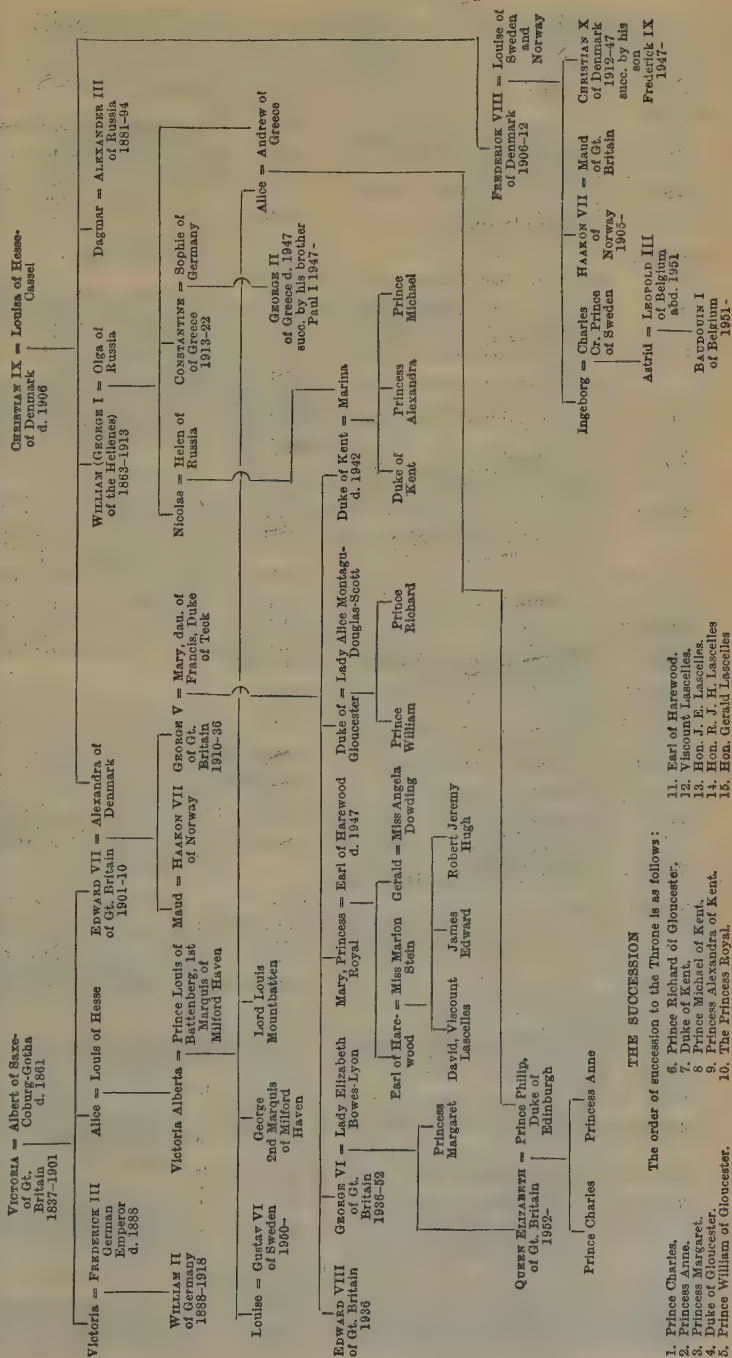 VICTORIA = Albert of Saxe-
of Gt. Coburg-Gotha
Britain d. 1861
1837-1901
CHRISTIAN IX = Louisa of Hesse-
of Denmark Cassel
d. 1906
Victoria = FREDERICK III
German
Emperor
d. 1888
Alice = Louis of Hesse
EDWARD VII = Alexandra of
of Gt. Britain Denmark
1901-10
WILLIAM (GEORGE I = Olga of
of the Hellenes) Russia
1863-1913
Dagmar = ALEXANDER III
of Russia
1881-94
FREDERICK VIII = Louise of
of Denmark Sweden
1906-12 and
Norway
WILLIAM II
of Germany
1888-1918
Victoria Alberta = Prince Louis of
Battenberg, 1st
Marquis of
Milford Haven
Maud = HAAKON VII
of Norway
GEORGE V = Mary, dau. of
of Gt. Francis, Duke
Britain of Teck
1910-36
Nicolas = Helen of
Russia
CONSTANTINE = Sophie of
of Greece Germany
1913-22
Alice = Andrew of
Greece
Louise = Gustav VI
of Sweden
1950-
George
2nd Marquis
of Milford
Haven
Lord Louis
Mountbatten
GEORGE II
of Greece d. 1947
succ. by his brother
Paul I 1947-
Ingeborg = Charles
Cr. Prince
of Sweden
HAAKON VII = Maud
of of Gt.
Norway Britain
1905-
CHRISTIAN X
of Denmark
1912-47
succ. by his
son
Frederick IX
1947-
EDWARD VIII
of Gt. Britain
1936
GEORGE VI = Lady Elizabeth
of Gt. Bowes-Lyon
Britain
1936-52
Mary, Princess = Earl of Harewood
Royal d. 1947
Duke of = Lady Alice Montagu-
Gloucester Douglas-Scott
Duke of Kent = Marina
d. 1942
Astrid = LEOPOLD III
of Belgium
abd. 1951
Princess
Margaret
Earl of Hare- = Miss Marion
wood Stein
Gerald = Miss Angela
Dowding
Prince
William
Prince
Richard
Duke of
Kent
Princess
Alexandra
Prince
Michael
BAUDOUIN I
of Belgium
1951-
QUEEN ELIZABETH = Prince Philip,
of Gt. Britain Duke of
1952- Edinburgh
David, Viscount
Lascelles
James
Edward
Robert Jeremy
Hugh
Prince Charles
Princess Anne
THE SUCCESSION
The order of succession to the Throne is as follows:
1. Prince Charles.
2. Princess Anne.
3. Princess Margaret.
4. Duke of Gloucester.
5. Prince William of Gloucester.
6. Prince Richard of Gloucester.
7. Duke of Kent.
8 Prince Michael of Kent.
9. Princess Alexandra of Kent.
10. The Princess Royal.
11. Earl of Harewood.
12. Viscount Lascelles.
13. Hon. J. E. Lascelles.
14. Hon. R. J. H. Lascelles
15. Hon. Gerald Lascelles